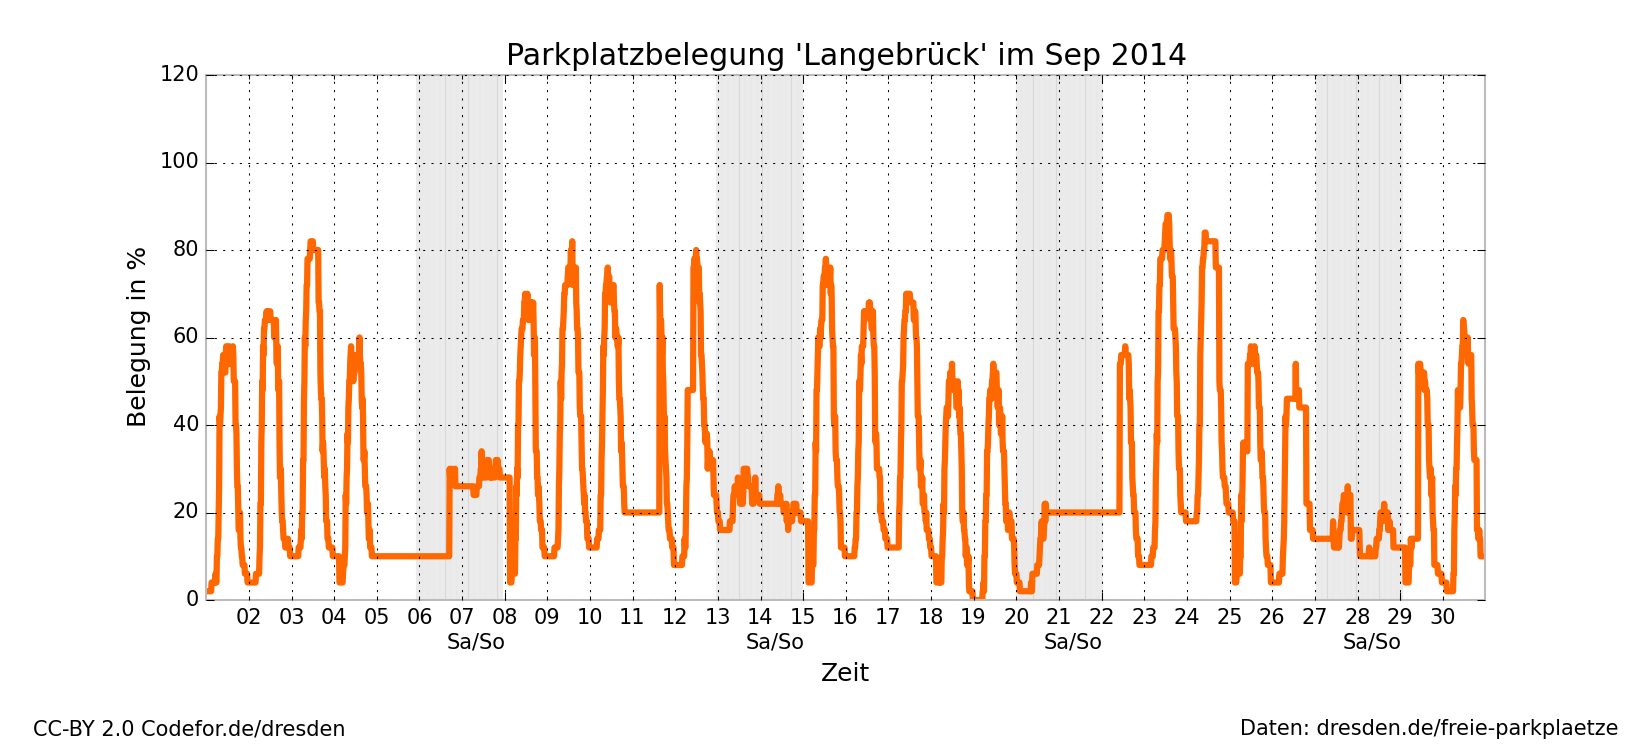 Parkplatzbelegung 'Langebrück' im Sep 2014
120
100
80
60
40
20
0
Belegung in %
02 03 04 05 06 07 08 09 10 11 12 13 14 15 16 17 18 19 20 21 22 23 24 25 26 27 28 29 30
Sa/So Sa/So Sa/So Sa/So
Zeit
CC-BY 2.0 Codefor.de/dresden
Daten: dresden.de/freie-parkplaetze